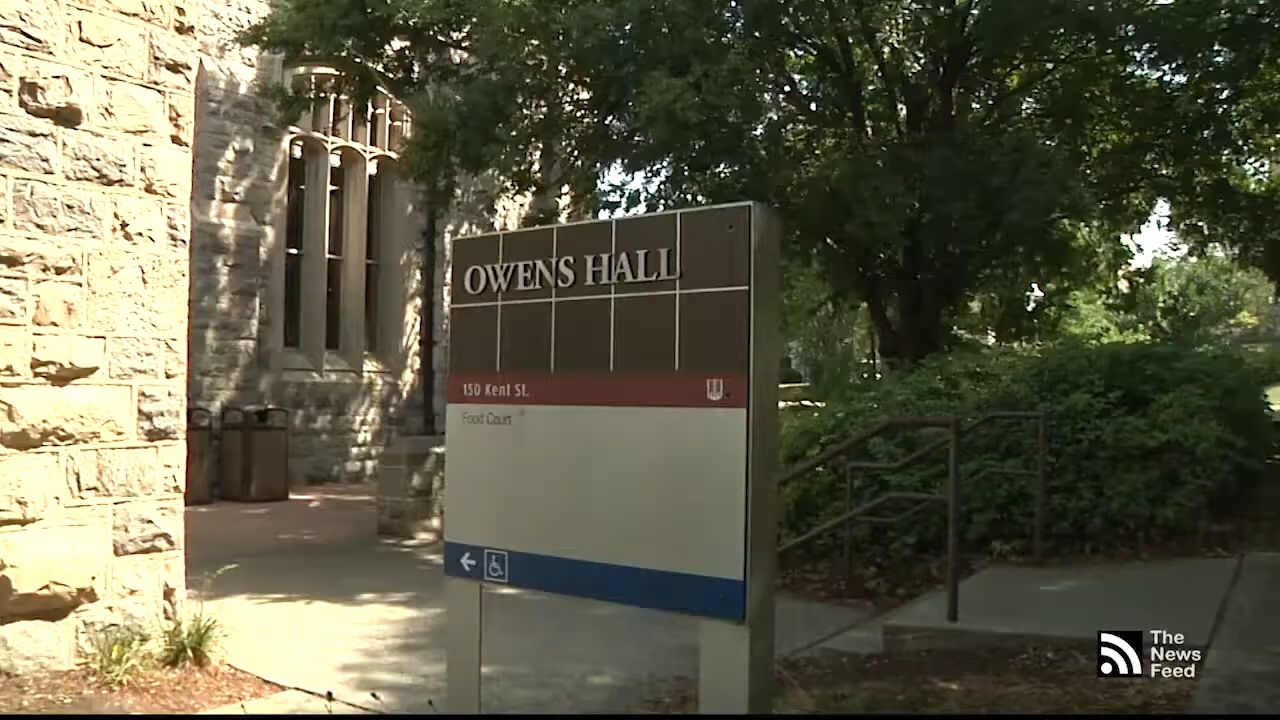 OWENS HALL
150 Kent St.
Food Court
The
News
Feed